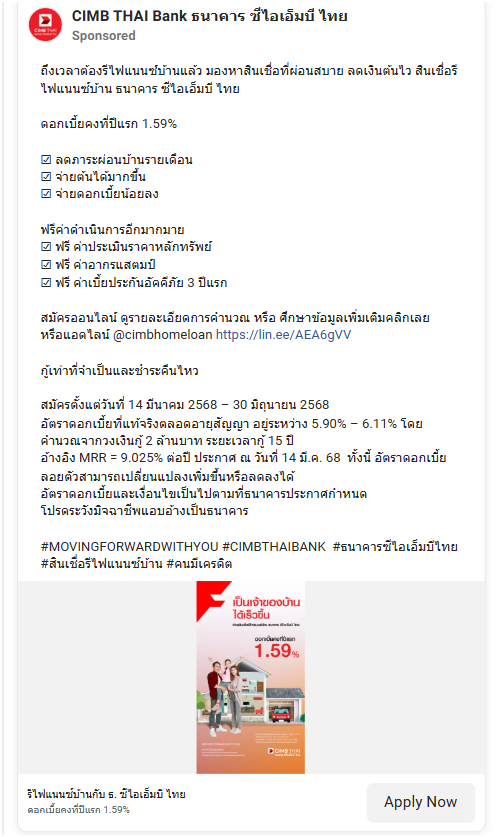 CIMB THAI Bank ธนาคาร ซีไอเอ็มบี ไทย
Sponsored
ถึงเวลาต้องรีไฟแนนซ์บ้านแล้ว มองหาสินเชื่อที่ผ่อนสบาย ลดเงินต้นไว สินเชื่อรี
ไฟแนนซ์บ้าน ธนาคาร ซีไอเอ็มบี ไทย
ดอกเบี้ยคงที่ปีแรก 1.59%
☑ ลดภาระผ่อนบ้านรายเดือน
☑ จ่ายต้นได้มากขึ้น
☑ จ่ายดอกเบี้ยน้อยลง
ฟรีค่าดำเนินการอีกมากมาย
☑ ฟรี ค่าประเมินราคาหลักทรัพย์
☑ ฟรี ค่าอากรแสตมป์
☑ ฟรี ค่าเบี้ยประกันอัคคีภัย 3 ปีแรก
สมัครออนไลน์ ดูรายละเอียดการคำนวณ หรือ ศึกษาข้อมูลเพิ่มเติมคลิกเลย
หรือแอดไลน์ @cimbhomeloan https://lin.ee/AEA6gVV
กู้เท่าที่จำเป็นและชำระคืนไหว
สมัครตั้งแต่วันที่ 14 มีนาคม 2568 – 30 มิถุนายน 2568
อัตราดอกเบี้ยที่แท้จริงตลอดอายุสัญญา อยู่ระหว่าง 5.90% – 6.11% โดย
คำนวณจากวงเงินกู้ 2 ล้านบาท ระยะเวลากู้ 15 ปี
อ้างอิง MRR = 9.025% ต่อปี ประกาศ ณ วันที่ 14 มี.ค. 68 ทั้งนี้ อัตราดอกเบี้ย
ลอยตัวสามารถเปลี่ยนแปลงเพิ่มขึ้นหรือลดลงได้
อัตราดอกเบี้ยและเงื่อนไขเป็นไปตามที่ธนาคารประกาศกำหนด
โปรดระวังมิจฉาชีพแอบอ้างเป็นธนาคาร
#MOVINGFORWARDWITHYOU #CIMBTHAIBANK #ธนาคารซีไอเอ็มบีไทย
#สินเชื่อรีไฟแนนซ์บ้าน #คนมีเครดิต
เป็นเจ้าของบ้าน
ได้เร็วขึ้น
ดอกเบี้ยคงที่ปีแรก
1.59%
CIMB THAI
รีไฟแนนซ์บ้านกับ ธ. ซีไอเอ็มบี ไทย
ดอกเบี้ยคงที่ปีแรก 1.59%
Apply Now